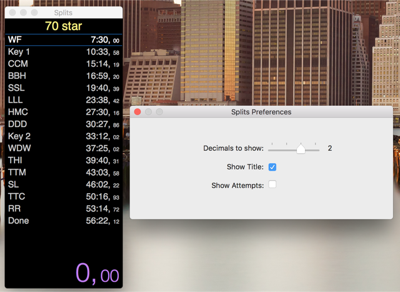 Splits
70 star
WF 7:30, 00
Key 1 10:33, 58
CCM 15:14, 19
BBH 16:59, 20
SSL 19:40, 39
LLL 23:38, 42
HMC 27:30, 16
DDD 30:27, 86
Key 2 33:12, 02
WDW 37:25, 02
THI 39:40, 31
TTM 43:03, 58
SL 46:02, 22
TTC 50:16, 93
RR 53:14, 72
Done 56:22, 12
0, 00
Splits Preferences
Decimals to show: 2
Show Title:
Show Attempts: